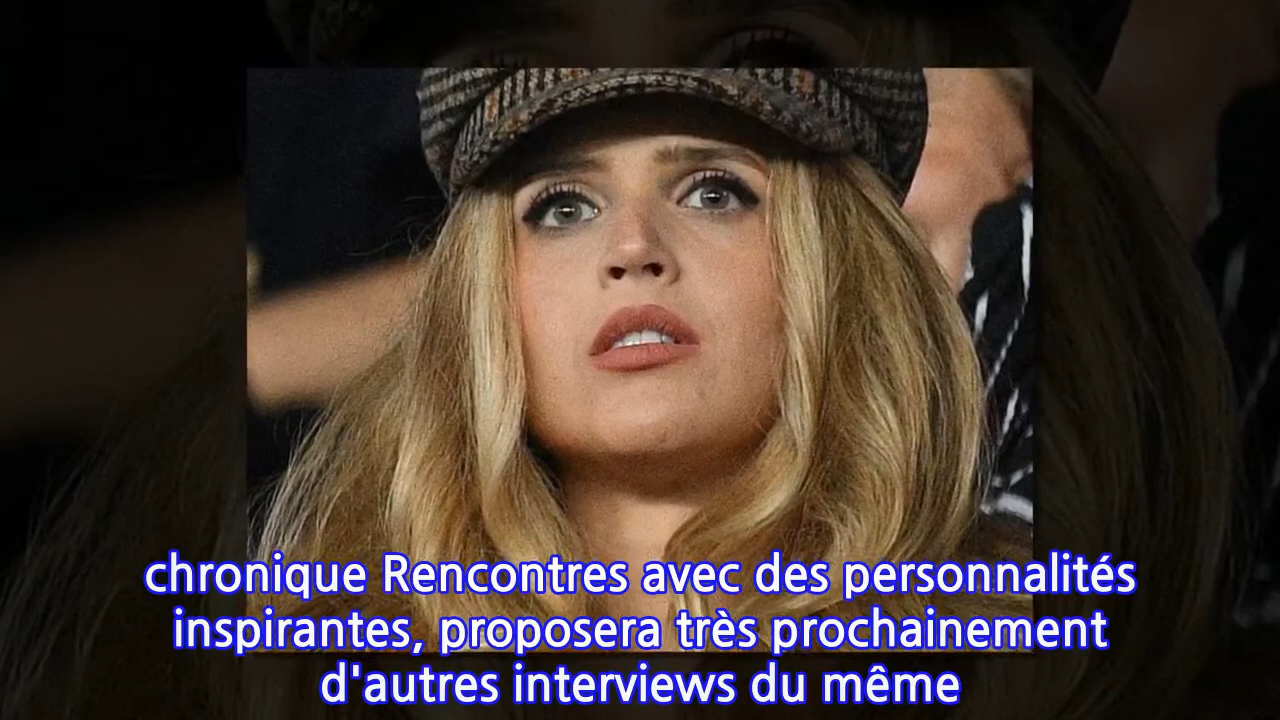 chronique Rencontres avec des personnalités
inspirantes, proposera très prochainement
d'autres interviews du même